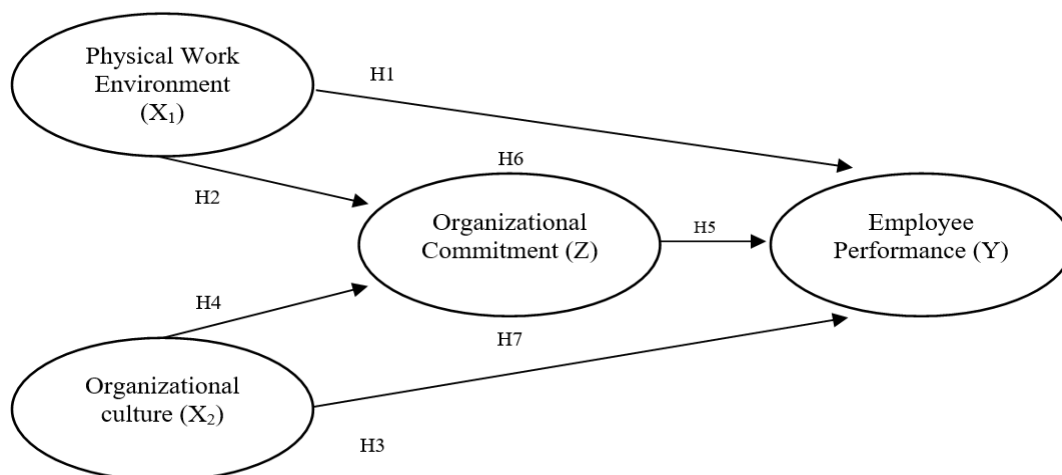 Physical Work
Environment
(X₁)
H1
H6
H2
Organizational
Commitment (Z)
H5
Employee
Performance (Y)
H4
H7
Organizational
culture (X₂)
H3